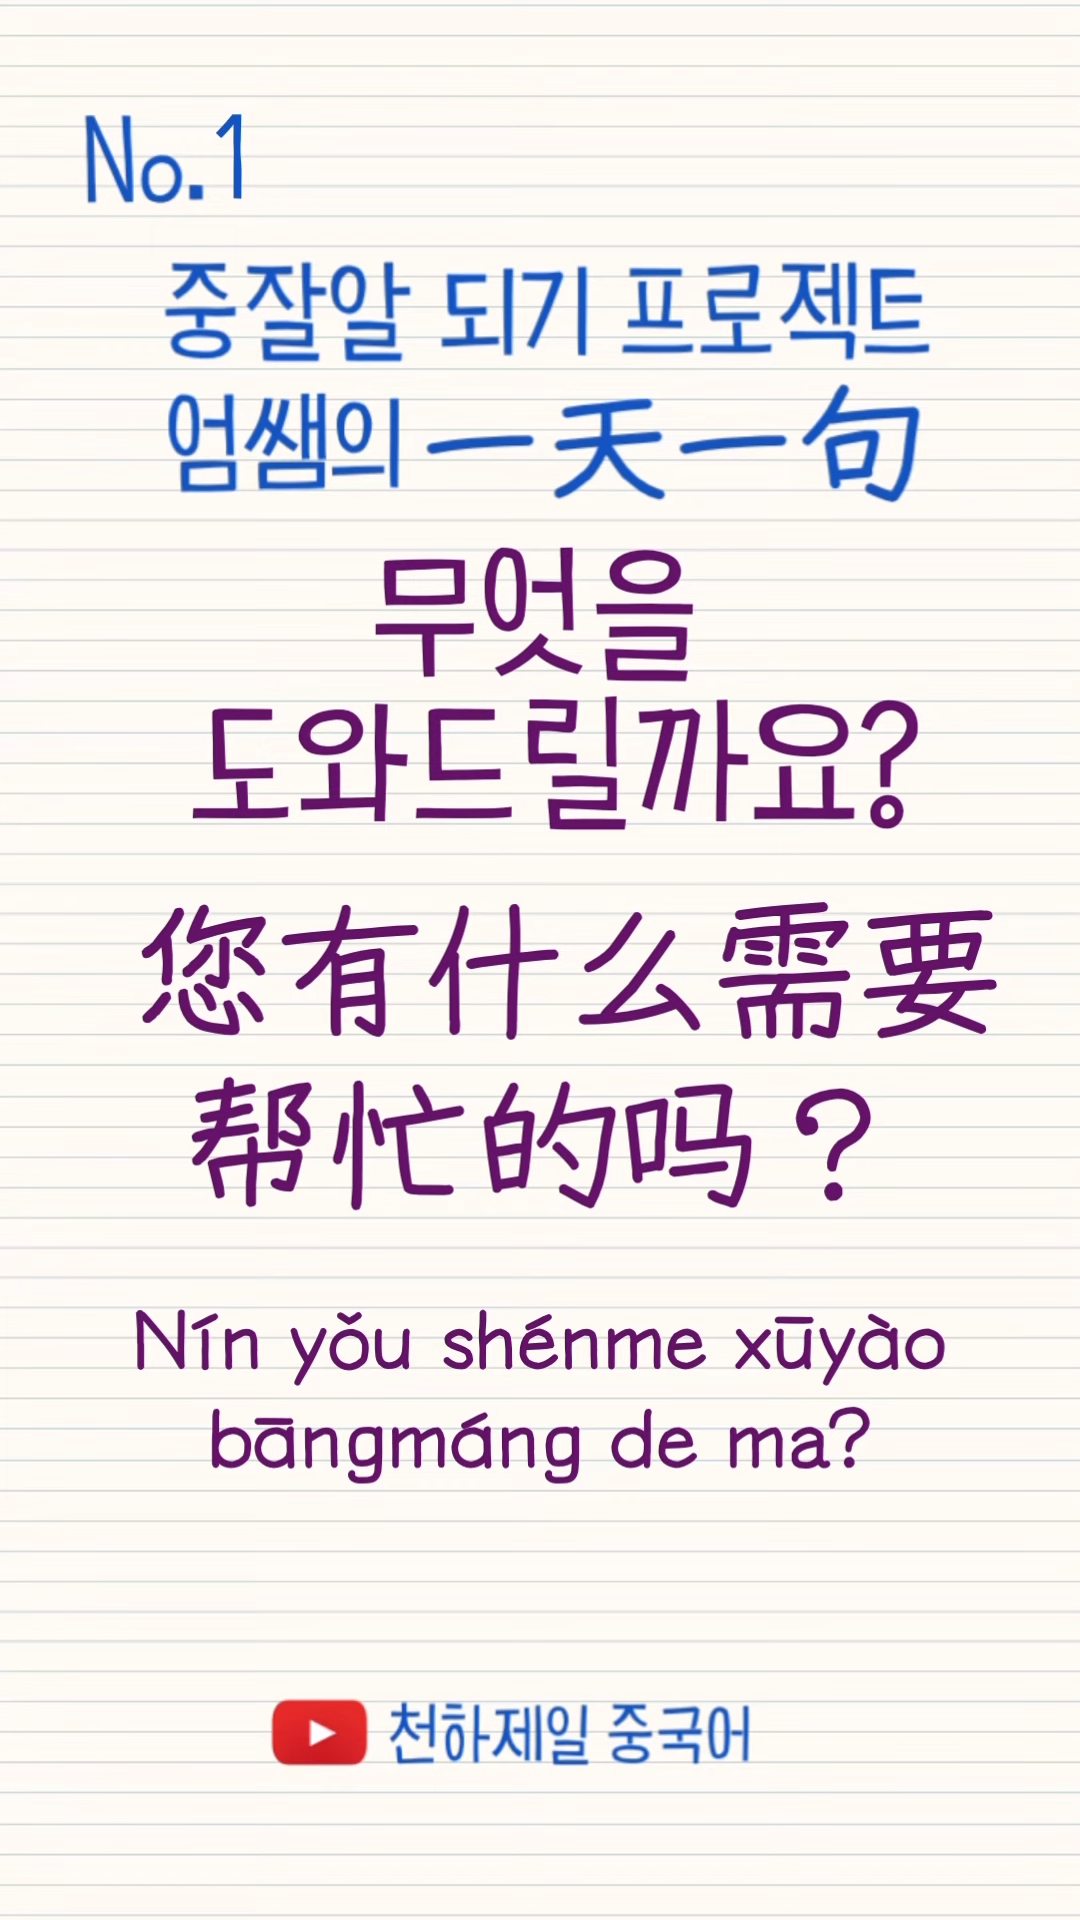 No.1
중잘알 되기 프로젝트
엄쌤의 一天一句
무엇을
도와드릴까요?
您有什么需要
帮忙的吗？
Nín yǒu shénme xūyào
bāngmáng de ma?
천하제일 중국어